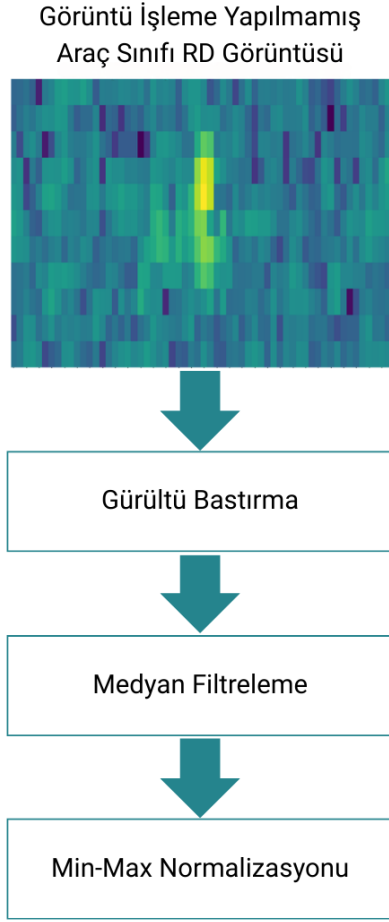 Görüntü İşleme Yapılmamış
Araç Sınıfı RD Görüntüsü
Gürültü Bastırma
Medyan Filtreleme
Min-Max Normalizasyonu